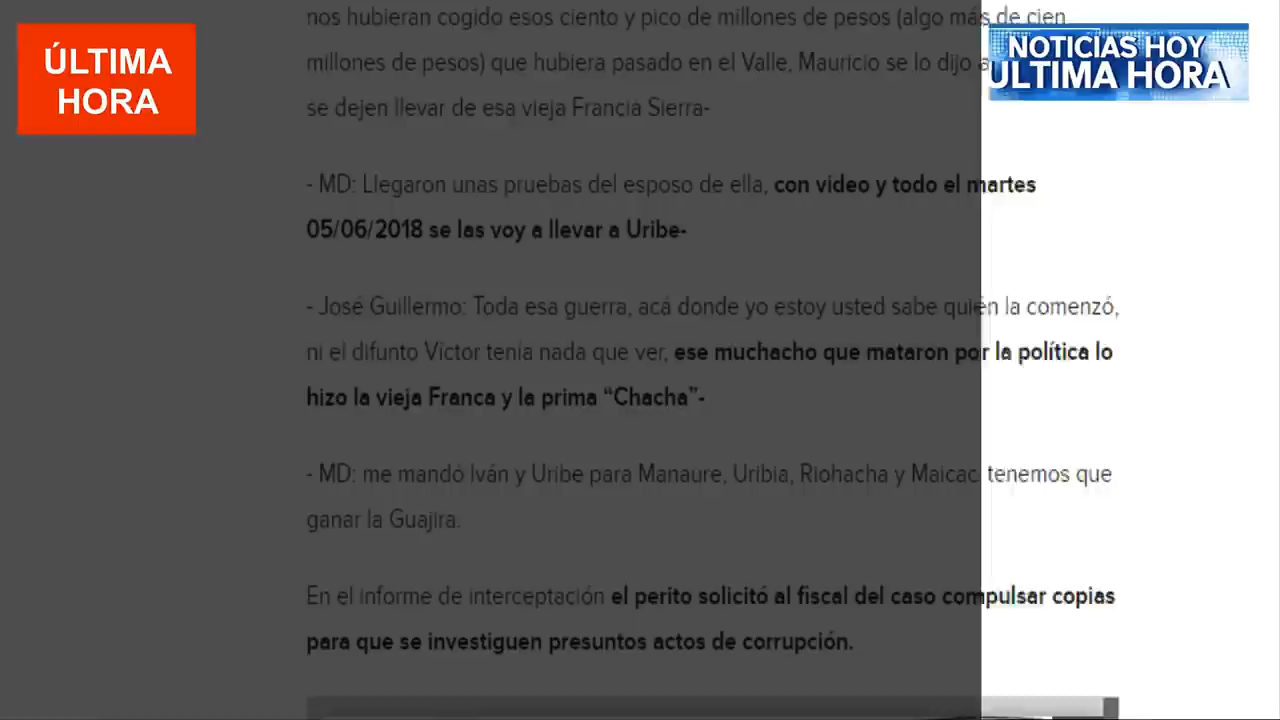 nos hubieran cogido esos ciento y pico de millones de pesos (algo más de cien
ÚLTIMA
HORA
NOTICIAS HOY
ULTIMA HORA
millones de pesos) que hubiera pasado en el Valle, Mauricio se lo dijo a
se dejen llevar de esa vieja Francia Sierra-
- MD: Llegaron unas pruebas del esposo de ella, con video y todo el martes
05/06/2018 se las voy a llevar a Uribe-
- José Guillermo: Toda esa guerra, acá donde yo estoy usted sabe quién la comenzó,
ni el difunto Víctor tenía nada que ver, ese muchacho que mataron por la política lo
hizo la vieja Franca y la prima “Chacha”-
- MD: me mandó Iván y Uribe para Manaure, Uribia, Riohacha y Maicao tenemos que
ganar la Guajira.
En el informe de interceptación el perito solicitó al fiscal del caso compulsar copias
para que se investiguen presuntos actos de corrupción.